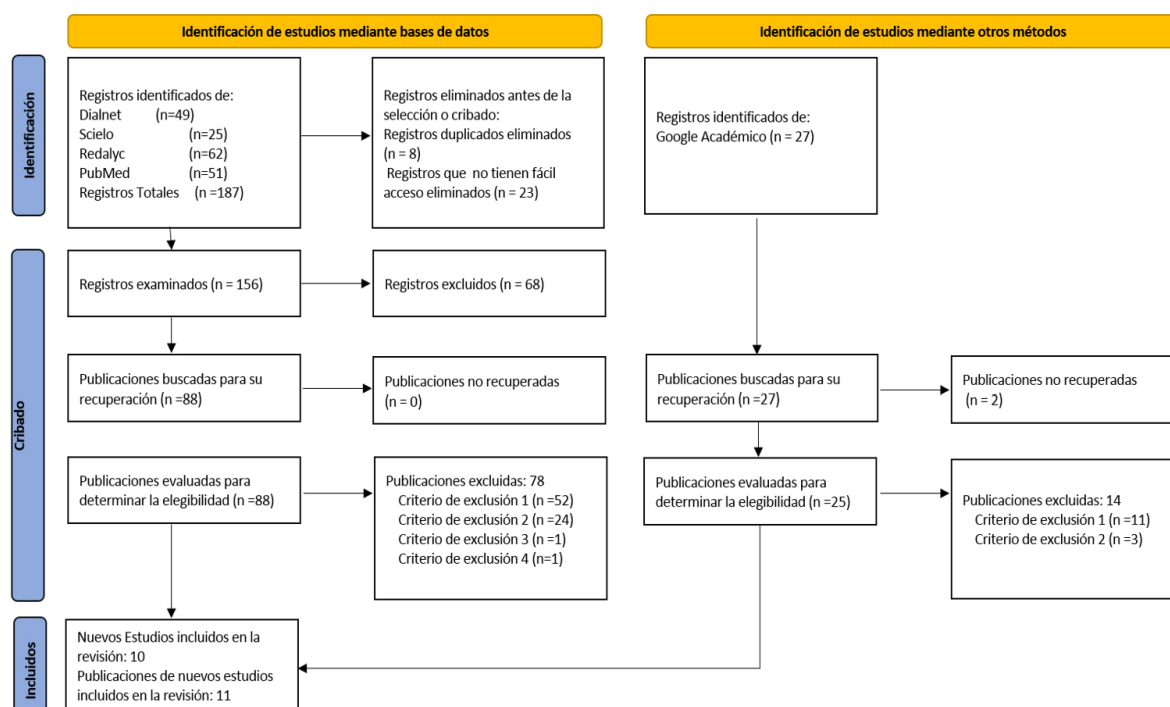 Identificación de estudios mediante bases de datos
Identificación de estudios mediante otros métodos
Identificación
Registros identificados de:
Dialnet (n=49)
Scielo (n=25)
Redalyc (n=62)
PubMed (n=51)
Registros Totales (n =187)
Registros eliminados antes de la
selección o cribado:
Registros duplicados eliminados
(n = 8)
Registros que no tienen fácil
acceso eliminados (n = 23)
Registros identificados de:
Google Académico (n = 27)
Cribado
Registros examinados (n = 156)
Registros excluidos (n = 68)
Publicaciones buscadas para su
recuperación (n =88)
Publicaciones no recuperadas
(n = 0)
Publicaciones buscadas para su
recuperación (n =27)
Publicaciones no recuperadas
(n = 2)
Publicaciones evaluadas para
determinar la elegibilidad (n =88)
Publicaciones excluidas: 78
Criterio de exclusión 1 (n =52)
Criterio de exclusión 2 (n =24)
Criterio de exclusión 3 (n =1)
Criterio de exclusión 4 (n=1)
Publicaciones evaluadas para
determinar la elegibilidad (n =25)
Publicaciones excluidas: 14
Criterio de exclusión 1 (n =11)
Criterio de exclusión 2 (n =3)
Incluidos
Nuevos Estudios incluidos en la
revisión: 10
Publicaciones de nuevos estudios
incluidos en la revisión: 11